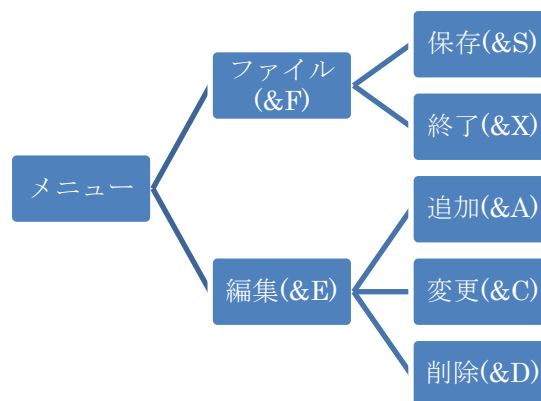 メニュー
ファイル
(&F)
保存(&S)
終了(&X)
編集(&E)
追加(&A)
変更(&C)
削除(&D)